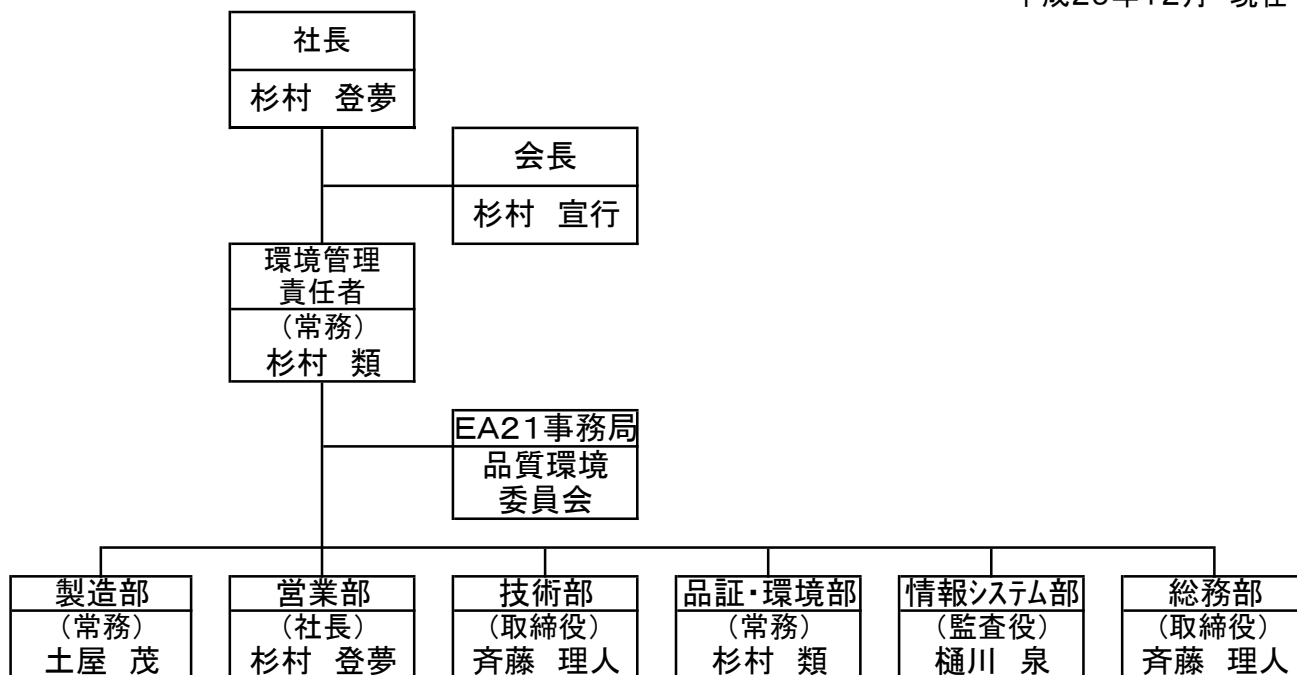 社長
杉村 登夢
会長
杉村 宣行
環境管理
責任者
(常務)
杉村 類
EA21事務局
品質環境
委員会
製造部 営業部 技術部 品証・環境部 情報システム部 総務部
(常務) (社長) (取締役) (常務) (監査役) (取締役)
土屋 茂 杉村 登夢 斉藤 理人 杉村 類 樋川 泉 斉藤 理人